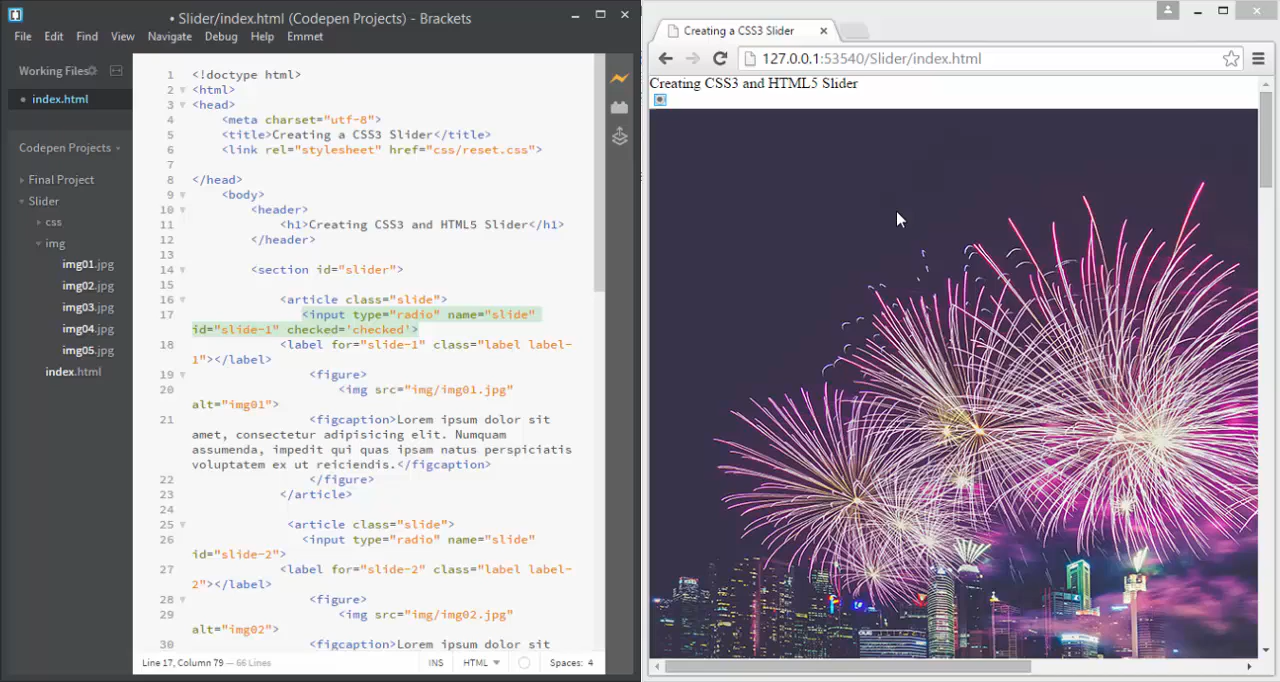 • Slider/index.html (Codepen Projects) - Brackets
File Edit Find View Navigate Debug Help Emmet
Working Files
• index.html
Codepen Projects
Final Project
Slider
css
img
img01.jpg
img02.jpg
img03.jpg
img04.jpg
img05.jpg
index.html
1 <!doctype html>
2 <html>
3 <head>
4 <meta charset="utf-8">
5 <title>Creating a CSS3 Slider</title>
6 <link rel="stylesheet" href="css/reset.css">
7
8 </head>
9 <body>
10 <header>
11 <h1>Creating CSS3 and HTML5 Slider</h1>
12 </header>
13
14 <section id="slider">
15
16 <article class="slide">
17 <input type="radio" name="slide"
id="slide-1" checked='checked'>
18 <label for="slide-1" class="label label-
1"></label>
19 <figure>
20 <img src="img/img01.jpg"
alt="img01">
21 <figcaption>Lorem ipsum dolor sit
amet, consectetur adipisicing elit. Numquam
assumenda, impedit qui quas ipsam natus perspiciatis
voluptatem ex ut reiciendis.</figcaption>
22 </figure>
23 </article>
24
25 <article class="slide">
26 <input type="radio" name="slide"
id="slide-2">
27 <label for="slide-2" class="label label-
2"></label>
28 <figure>
29 <img src="img/img02.jpg"
alt="img02">
30 <figcaption>Lorem ipsum dolor sit
Line 17, Column 79 — 66 Lines
INS HTML Spaces: 4
Creating a CSS3 Slider
127.0.0.1:53540/Slider/index.html
Creating CSS3 and HTML5 Slider